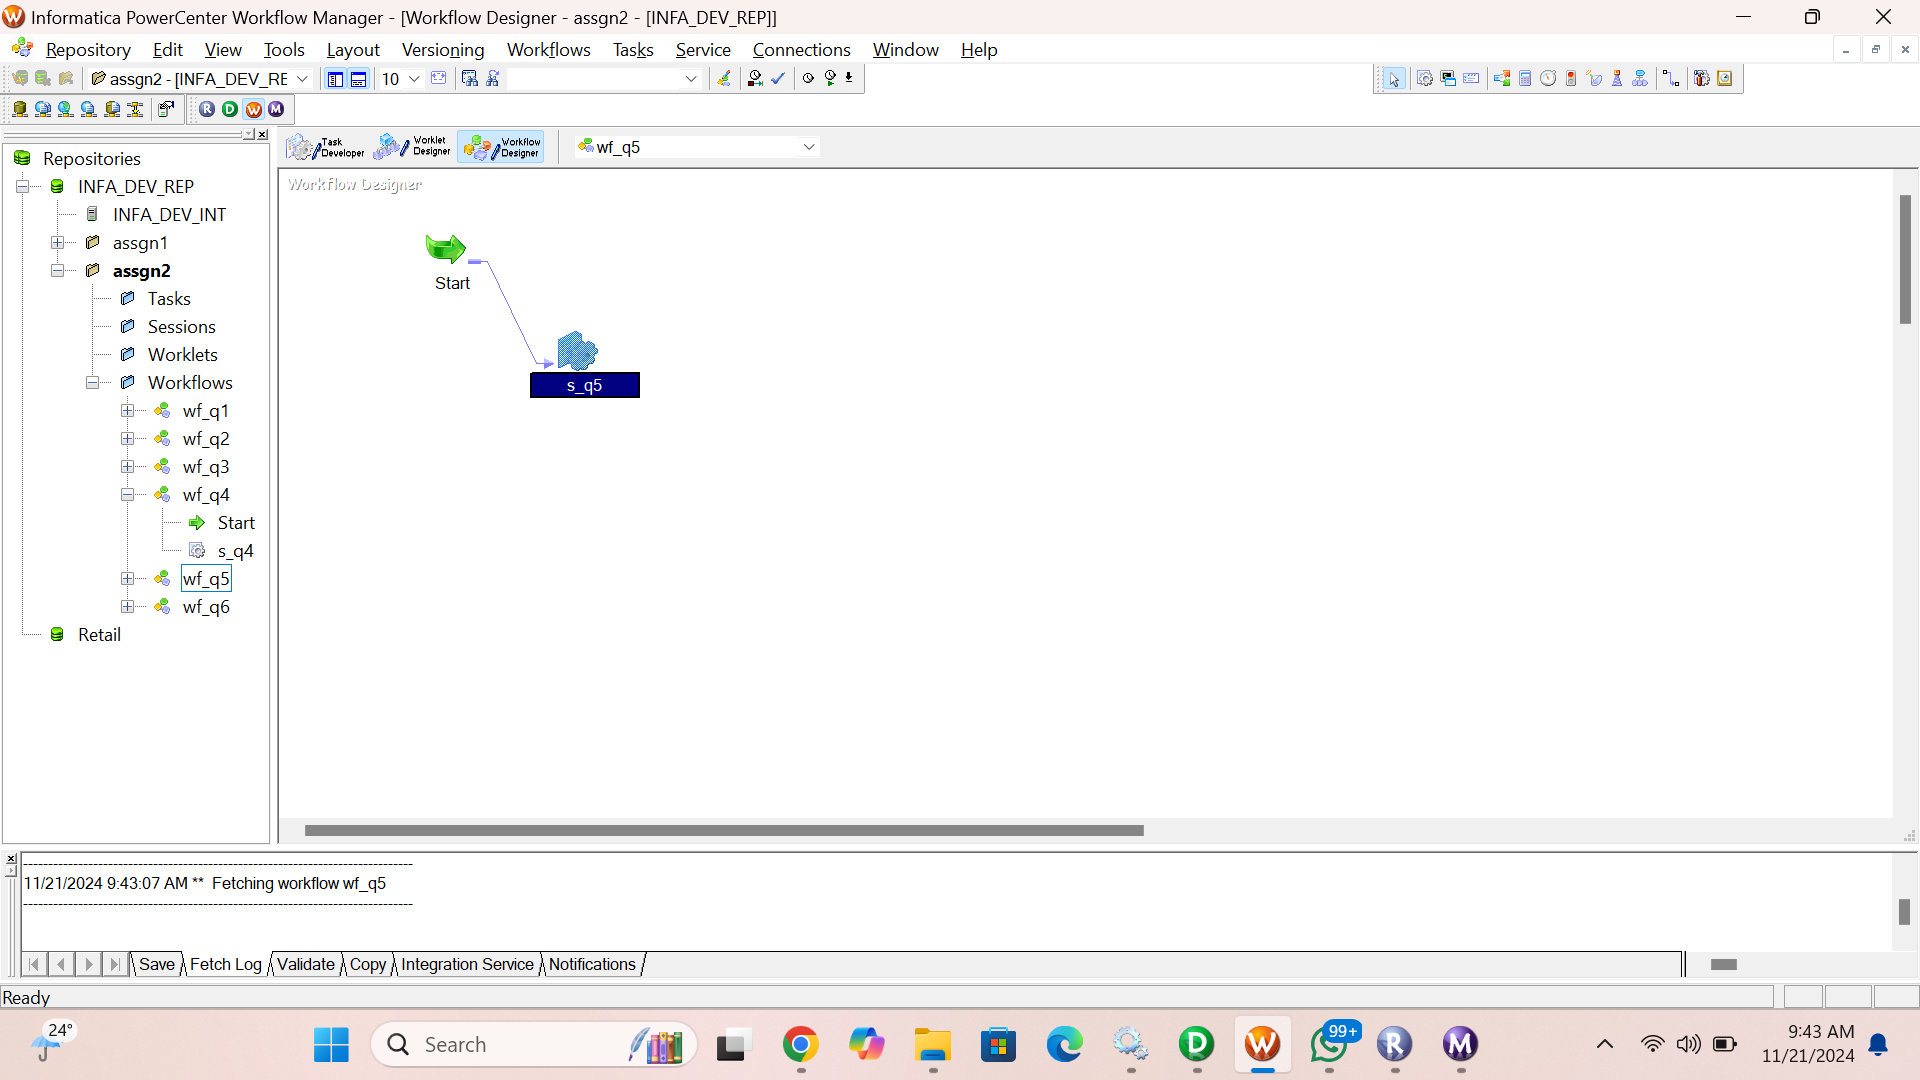 Informatica PowerCenter Workflow Manager - [Workflow Designer - assgn2 - [INFA_DEV_REP]]
Repository Edit View Tools Layout Versioning Workflows Tasks Service Connections Window Help
assgn2 - [INFA_DEV_RE 10
R D W M
Task Developer Worklet Designer Workflow Designer wf_q5
Workflow Designer
Repositories
INFA_DEV_REP
INFA_DEV_INT
assgn1
assgn2
Tasks
Sessions
Worklets
Workflows
wf_q1
wf_q2
wf_q3
wf_q4
Start
s_q4
wf_q5
wf_q6
Retail
Start
s_q5
11/21/2024 9:43:07 AM ** Fetching workflow wf_q5
Save Fetch Log Validate Copy Integration Service Notifications
Ready
24°
Search
D W 99+ R M
9:43 AM
11/21/2024